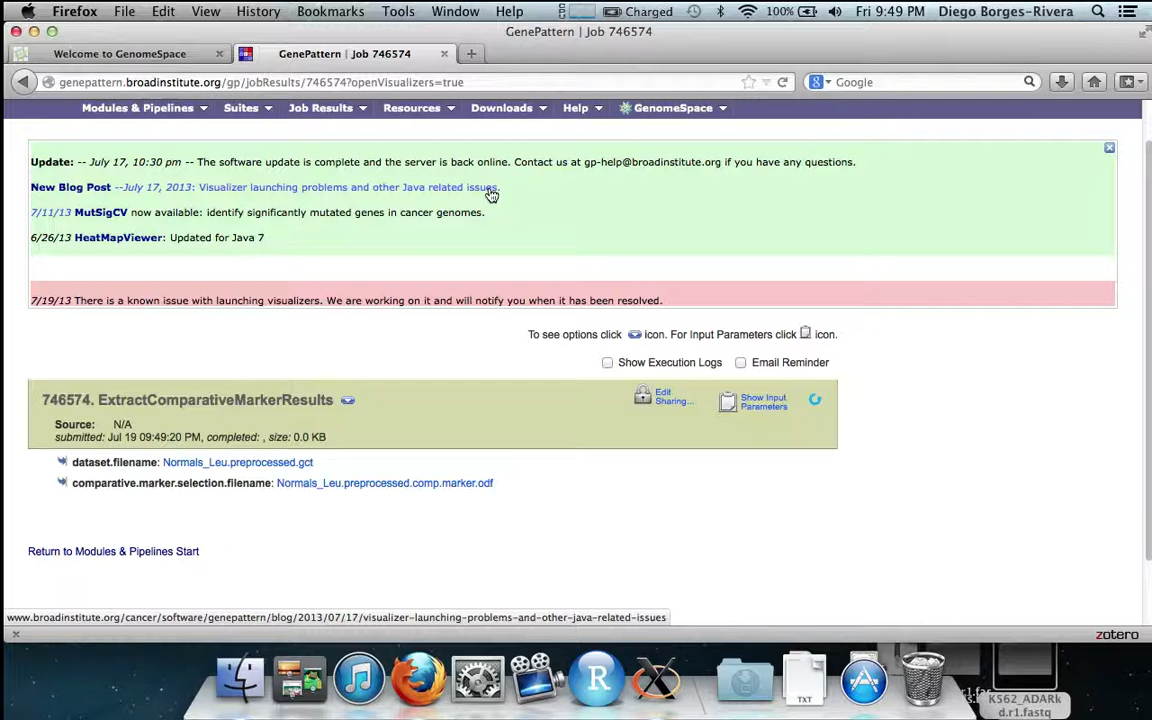 Firefox File Edit View History Bookmarks Tools Window Help Charged 100% Fri 9:49 PM Diego Borges-Rivera
GenePattern | Job 746574
Welcome to GenomeSpace × GenePattern | Job 746574 × +
genepattern.broadinstitute.org/gp/jobResults/746574?openVisualizers=true Google
Modules & Pipelines Suites Job Results Resources Downloads Help GenomeSpace
Update: -- July 17, 10:30 pm -- The software update is complete and the server is back online. Contact us at gp-help@broadinstitute.org if you have any questions.
New Blog Post --July 17, 2013: Visualizer launching problems and other Java related issues.
7/11/13 MutSigCV now available: identify significantly mutated genes in cancer genomes.
6/26/13 HeatMapViewer: Updated for Java 7
7/19/13 There is a known issue with launching visualizers. We are working on it and will notify you when it has been resolved.
To see options click icon. For Input Parameters click icon.
Show Execution Logs Email Reminder
746574. ExtractComparativeMarkerResults
Edit Sharing...
Show Input Parameters
Source: N/A
submitted: Jul 19 09:49:20 PM, completed: , size: 0.0 KB
dataset.filename: Normals_Leu.preprocessed.gct
comparative.marker.selection.filename: Normals_Leu.preprocessed.comp.marker.odf
Return to Modules & Pipelines Start
www.broadinstitute.org/cancer/software/genepattern/blog/2013/07/17/visualizer-launching-problems-and-other-java-related-issues
× zotero
R
TXT
K562_ADARk
d.r1.fastq